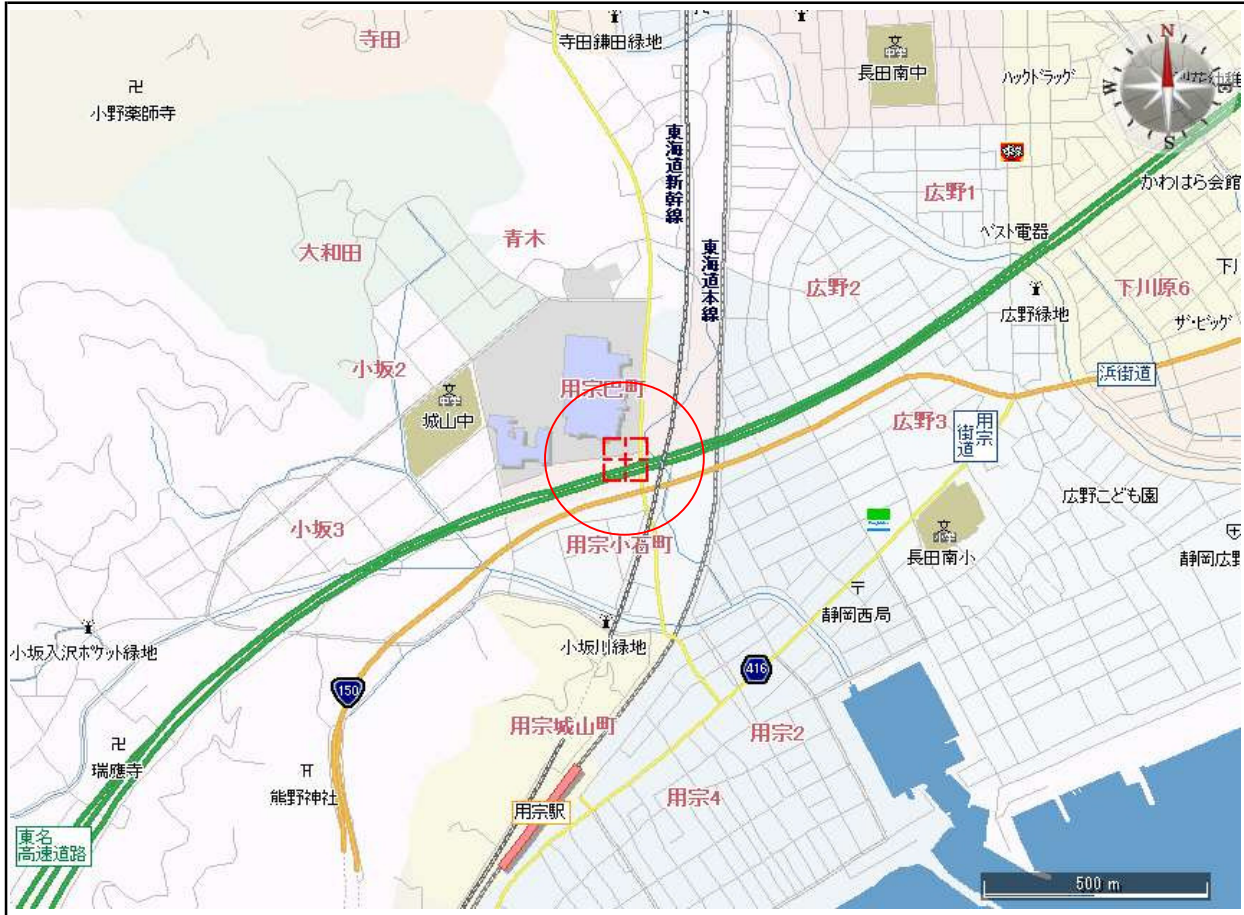 寺田
寺田鎌田緑地
小野薬師寺
長田南中
ハックドラッグ
N
W
E
S
東海道新幹線
東海道本線
広野1
かわはら会館
ベスト電器
大和田
青木
広野2
下川原6
広野緑地
ザ・ビッグ
小坂2
用宗巴町
浜街道
城山中
広野3
用宗
街道
広野こども園
小坂3
用宗小石町
長田南小
静岡広野
静岡西局
小坂入沢ポケット緑地
小坂川緑地
416
150
用宗城山町
用宗2
瑞應寺
熊野神社
用宗4
用宗駅
東名
高速道路
500 m